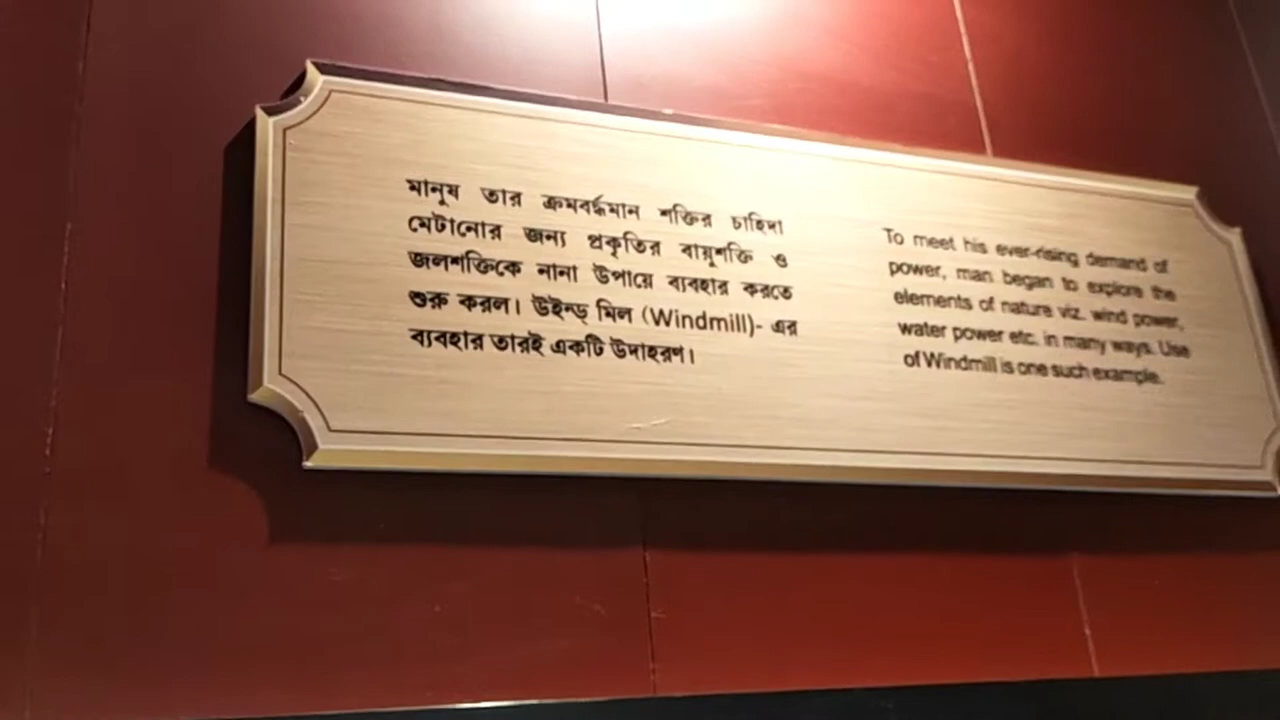 মানুষ তার ক্রমবর্দ্ধমান শক্তির চাহিদা
মেটানোর জন্য প্রকৃতির বায়ুশক্তি ও
জলশক্তিকে নানা উপায়ে ব্যবহার করতে
শুরু করল। উইন্ড্ মিল (Windmill)- এর
ব্যবহার তারই একটি উদাহরণ।
To meet his ever-rising demand of
power, man began to explore the
elements of nature viz. wind power,
water power etc. in many ways. Use
of Windmill is one such example.